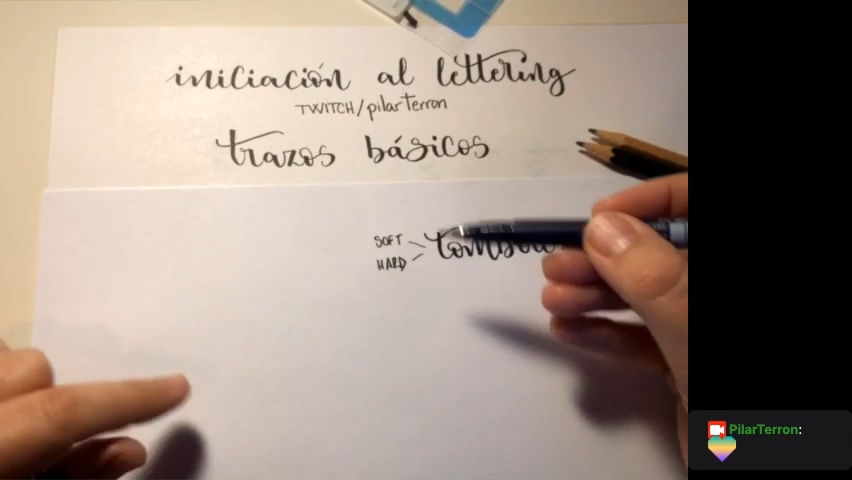 iniciación al lettering
TWITCH/pilarTerron
trazos básicos
SOFT
HARD
PilarTerron: